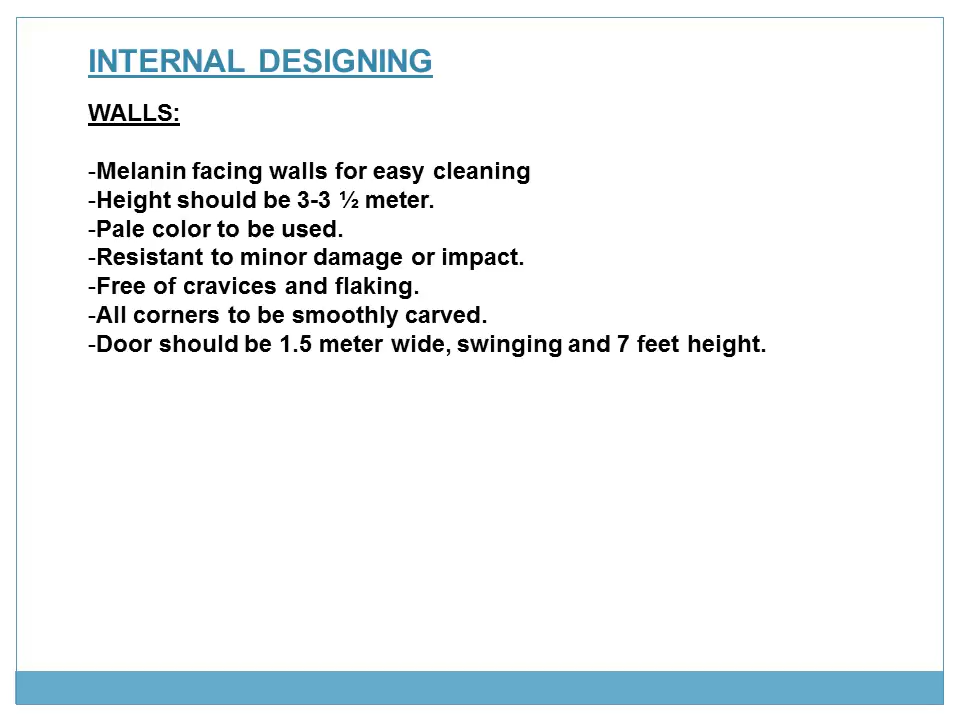 INTERNAL DESIGNING
WALLS:
-Melanin facing walls for easy cleaning
-Height should be 3-3 ½ meter.
-Pale color to be used.
-Resistant to minor damage or impact.
-Free of cravices and flaking.
-All corners to be smoothly carved.
-Door should be 1.5 meter wide, swinging and 7 feet height.